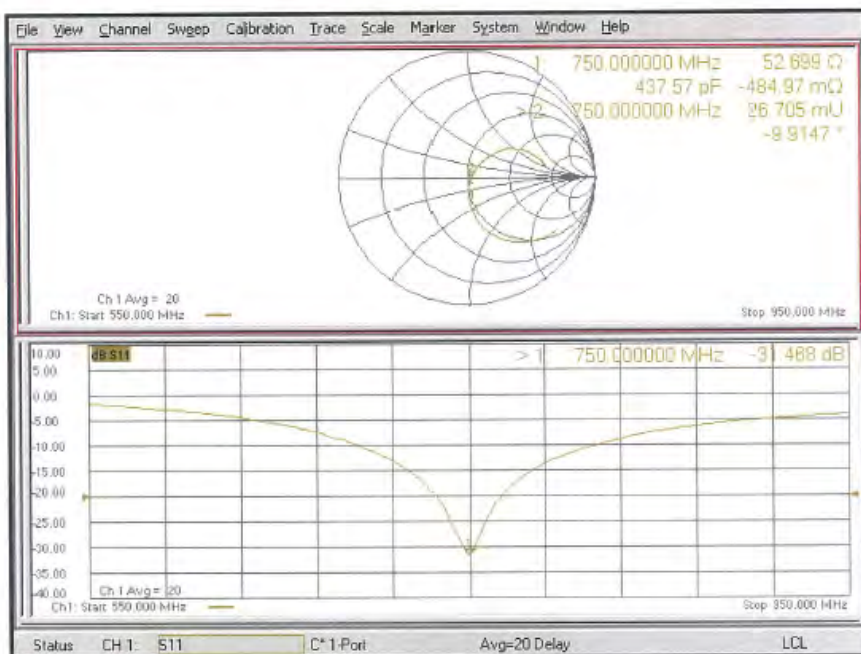 File View Channel Sweep Calibration Trace Scale Marker System Window Help
1 750.000000 MHz 52.699 Ω
437.57 pF -484.97 mΩ
> 2 750.000000 MHz 26.705 mU
-9.9147 °
Ch 1 Avg = 20
Ch1: Start 550.000 MHz
Stop 950.000 MHz
10.00
dB S11
> 1 750.000000 MHz -31.468 dB
5.00
0.00
-5.00
-10.00
-15.00
-20.00
-25.00
-30.00
-35.00
-40.00
Ch 1 Avg = 20
Ch1: Start 550.000 MHz
Stop 950.000 MHz
Status CH 1: S11 C* 1-Port Avg=20 Delay LCL